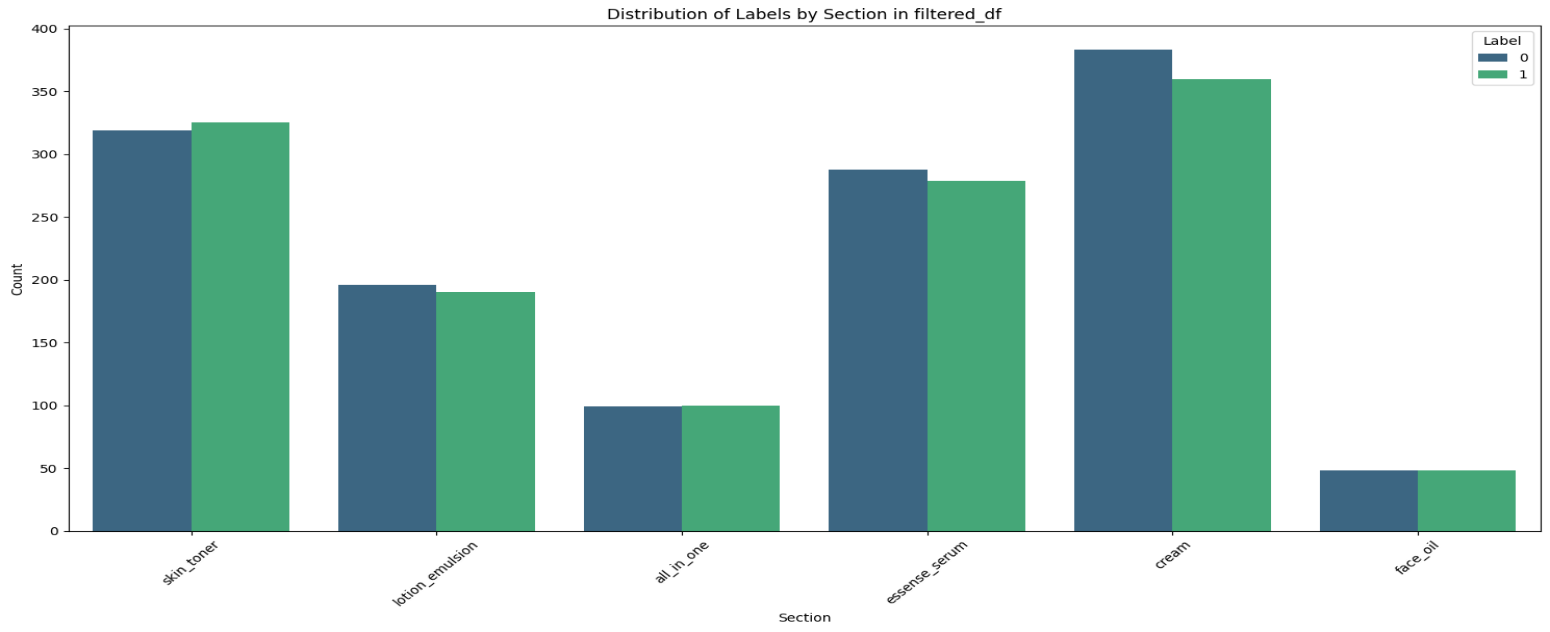 Distribution of Labels by Section in filtered_df
Label
0
1
400
350
300
250
200
150
100
50
0
Count
skin_toner
lotion_emulsion
all_in_one
essense_serum
cream
face_oil
Section